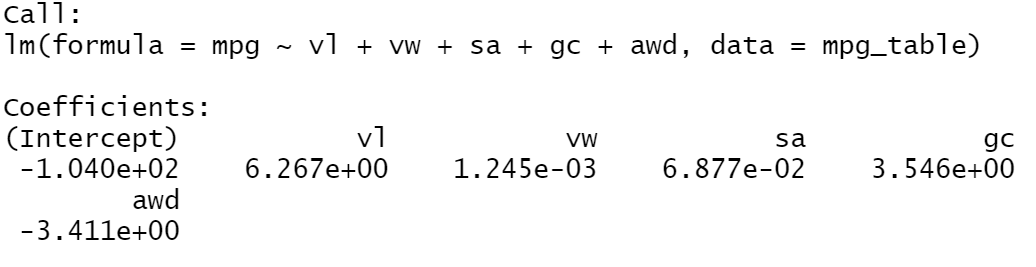 Call:
lm(formula = mpg ~ vl + vw + sa + gc + awd, data = mpg_table)
Coefficients:
(Intercept) vl vw sa gc
-1.040e+02 6.267e+00 1.245e-03 6.877e-02 3.546e+00
awd
-3.411e+00